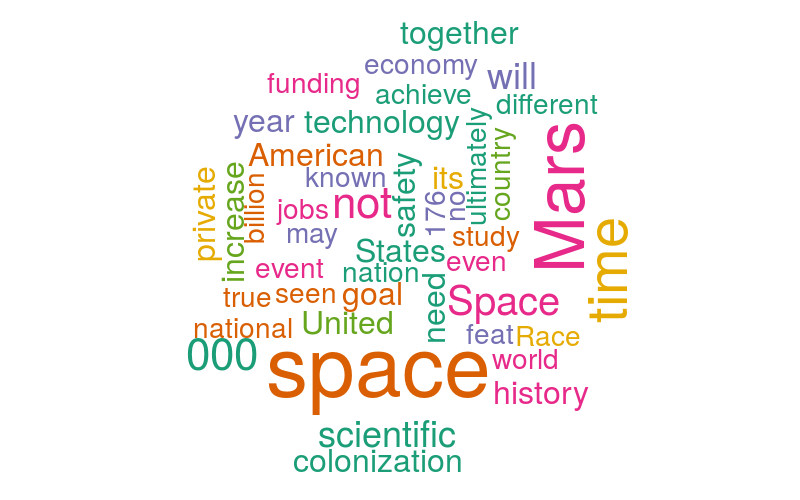 together
economy
will
funding
achieve
different
year
technology
ultimately
country
Mars
American
safety
known
its
private
increase
billion
jobs
not
176
no
time
may
States
study
event
nation
even
true
seen
goal
need
Space
national
United
feat
Race
000
space
world
history
scientific
colonization